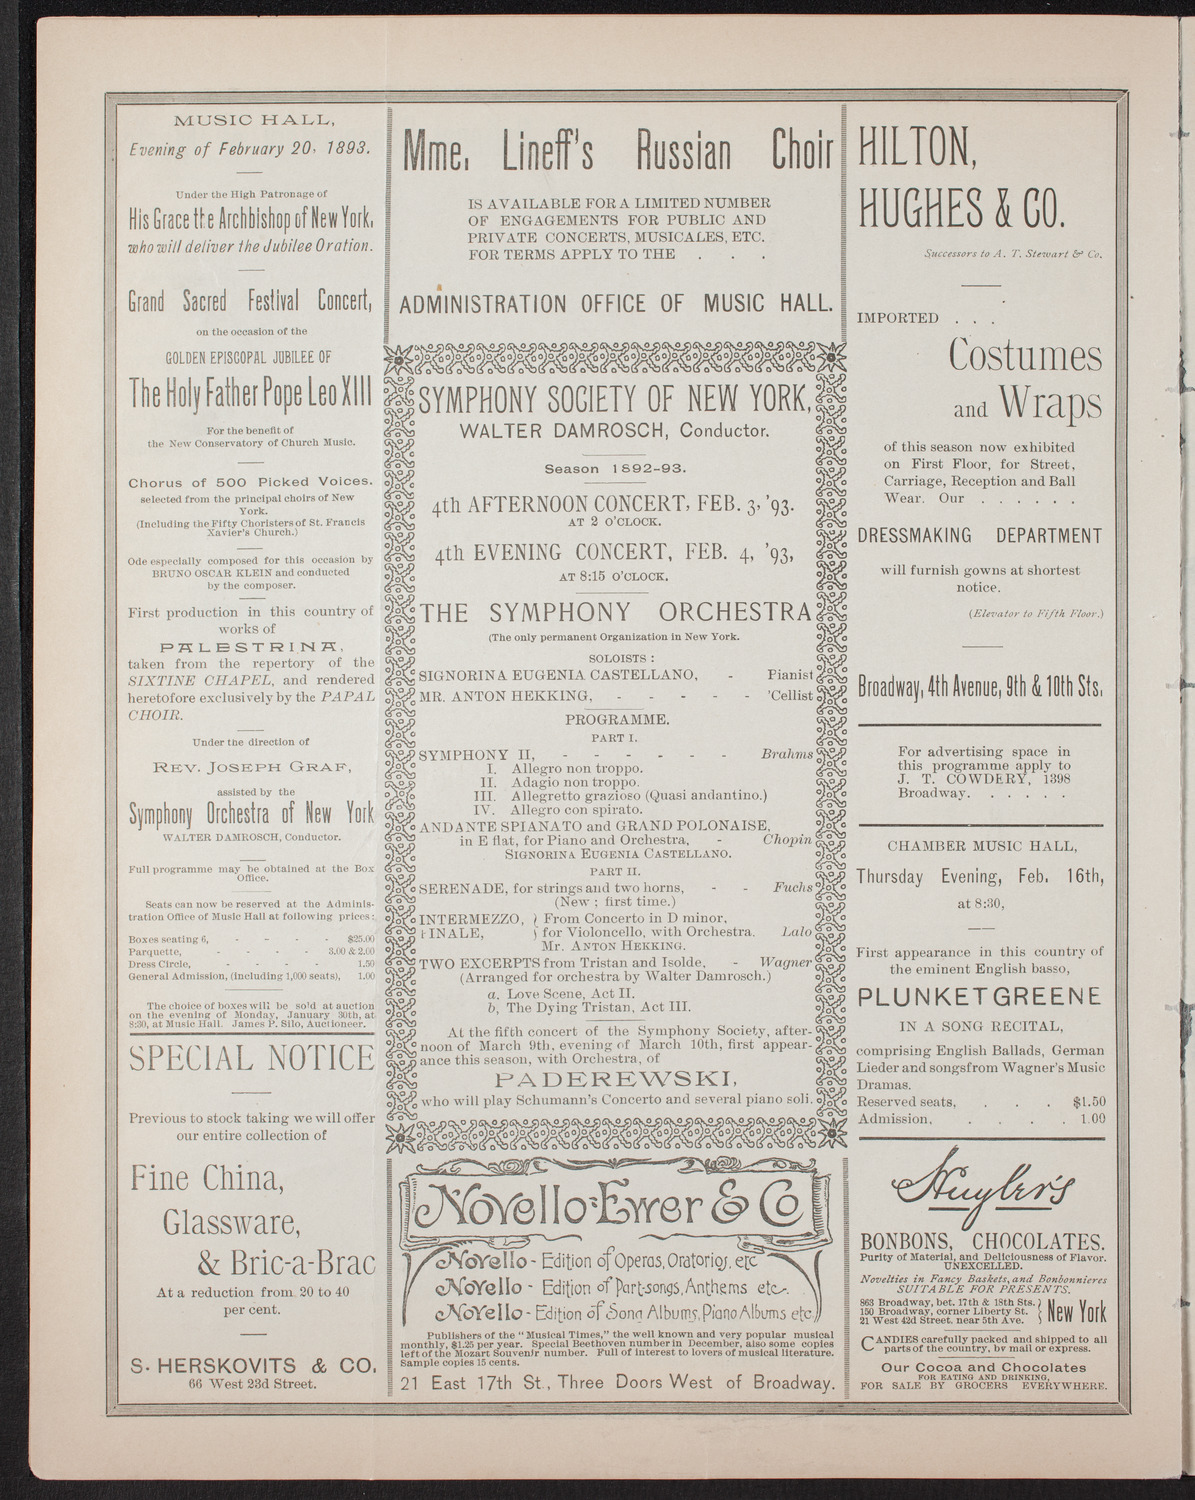 MUSIC HALL,
Evening of February 20, 1893.
Under the High Patronage of
His Grace the Archbishop of New York,
who will deliver the Jubilee Oration.
Grand Sacred Festival Concert,
on the occasion of the
GOLDEN EPISCOPAL JUBILEE OF
The Holy Father Pope Leo XIII
For the benefit of
the New Conservatory of Church Music.
Chorus of 500 Picked Voices.
selected from the principal choirs of New
York.
(Including the Fifty Choristers of St. Francis
Xavier's Church.)
Ode especially composed for this occasion by
BRUNO OSCAR KLEIN and conducted
by the composer.
First production in this country of
works of
PALESTRINA,
taken from the repertory of the
SIXTINE CHAPEL, and rendered
heretofore exclusively by the PAPAL
CHOIR.
Under the direction of
REV. JOSEPH GRAF,
assisted by the
Symphony Orchestra of New York
WALTER DAMROSCH, Conductor.
Full programme may be obtained at the Box
Office.
Seats can now be reserved at the Adminis-
tration Office of Music Hall at following prices:
Boxes seating 6, - - - - $25.00
Parquette, - - - - 3.00 & 2.00
Dress Circle, - - - - 1.50
General Admission, (including 1,000 seats), 1.00
The choice of boxes will be sold at auction
on the evening of Monday, January 30th, at
8:30, at Music Hall. James P. Silo, Auctioneer.
SPECIAL NOTICE
Previous to stock taking we will offer
our entire collection of
Fine China,
Glassware,
& Bric-a-Brac
At a reduction from 20 to 40
per cent.
S. HERSKOVITS & CO.
66 West 23d Street.
Mme. Lineff's Russian Choir
IS AVAILABLE FOR A LIMITED NUMBER
OF ENGAGEMENTS FOR PUBLIC AND
PRIVATE CONCERTS, MUSICALES, ETC.
FOR TERMS APPLY TO THE . . .
ADMINISTRATION OFFICE OF MUSIC HALL.
SYMPHONY SOCIETY OF NEW YORK,
WALTER DAMROSCH, Conductor.
Season 1892-93.
4th AFTERNOON CONCERT, FEB. 3, '93.
AT 2 O'CLOCK.
4th EVENING CONCERT, FEB. 4, '93,
AT 8:15 O'CLOCK,
THE SYMPHONY ORCHESTRA
(The only permanent Organization in New York.
SOLOISTS:
SIGNORINA EUGENIA CASTELLANO, - Pianist
MR. ANTON HEKKING, - - - - - 'Cellist
PROGRAMME.
PART I.
SYMPHONY II, - - - - - - Brahms
I. Allegro non troppo.
II. Adagio non troppo.
III. Allegretto grazioso (Quasi andantino.)
IV. Allegro con spirato.
ANDANTE SPIANATO and GRAND POLONAISE,
in E flat, for Piano and Orchestra, - Chopin
SIGNORINA EUGENIA CASTELLANO.
PART II.
SERENADE, for strings and two horns, - - Fuchs
(New ; first time.)
INTERMEZZO, } From Concerto in D minor,
FINALE, } for Violoncello, with Orchestra. Lalo
Mr. ANTON HEKKING.
TWO EXCERPTS from Tristan and Isolde, - Wagner
(Arranged for orchestra by Walter Damrosch.)
a. Love Scene, Act II.
b, The Dying Tristan, Act III.
At the fifth concert of the Symphony Society, after-
noon of March 9th, evening of March 10th, first appear-
ance this season, with Orchestra, of
PADEREWSKI,
who will play Schumann's Concerto and several piano soli.
Novello-Ewer & Co
Novello - Edition of Operas, Oratorios, etc
Novello - Edition of Part-songs, Anthems etc.
Novello - Edition of Song Albums, Piano Albums etc
Publishers of the "Musical Times," the well known and very popular musical
monthly, $1.25 per year. Special Beethoven number in December, also some copies
left of the Mozart Souvenir number. Full of interest to lovers of musical literature.
Sample copies 15 cents.
21 East 17th St., Three Doors West of Broadway.
HILTON,
HUGHES & CO.
Successors to A. T. Stewart & Co.
IMPORTED . . .
Costumes
and Wraps
of this season now exhibited
on First Floor, for Street,
Carriage, Reception and Ball
Wear. Our . . . . . .
DRESSMAKING DEPARTMENT
will furnish gowns at shortest
notice.
(Elevator to Fifth Floor.)
Broadway, 4th Avenue, 9th & 10th Sts.
For advertising space in
this programme apply to
J. T. COWDERY, 1398
Broadway. . . . . .
CHAMBER MUSIC HALL,
Thursday Evening, Feb. 16th,
at 8:30,
First appearance in this country of
the eminent English basso,
PLUNKET GREENE
IN A SONG RECITAL,
comprising English Ballads, German
Lieder and songs from Wagner's Music
Dramas.
Reserved seats, . . . $1.50
Admission, . . . . 1.00
Huyler's
BONBONS, CHOCOLATES.
Purity of Material, and Deliciousness of Flavor.
UNEXCELLED.
Novelties in Fancy Baskets, and Bonbonnieres
SUITABLE FOR PRESENTS.
863 Broadway, bet. 17th & 18th Sts.
150 Broadway, corner Liberty St. } New York
21 West 42d Street, near 5th Ave.
CANDIES carefully packed and shipped to all
parts of the country, by mail or express.
Our Cocoa and Chocolates
FOR EATING AND DRINKING,
FOR SALE BY GROCERS EVERYWHERE.